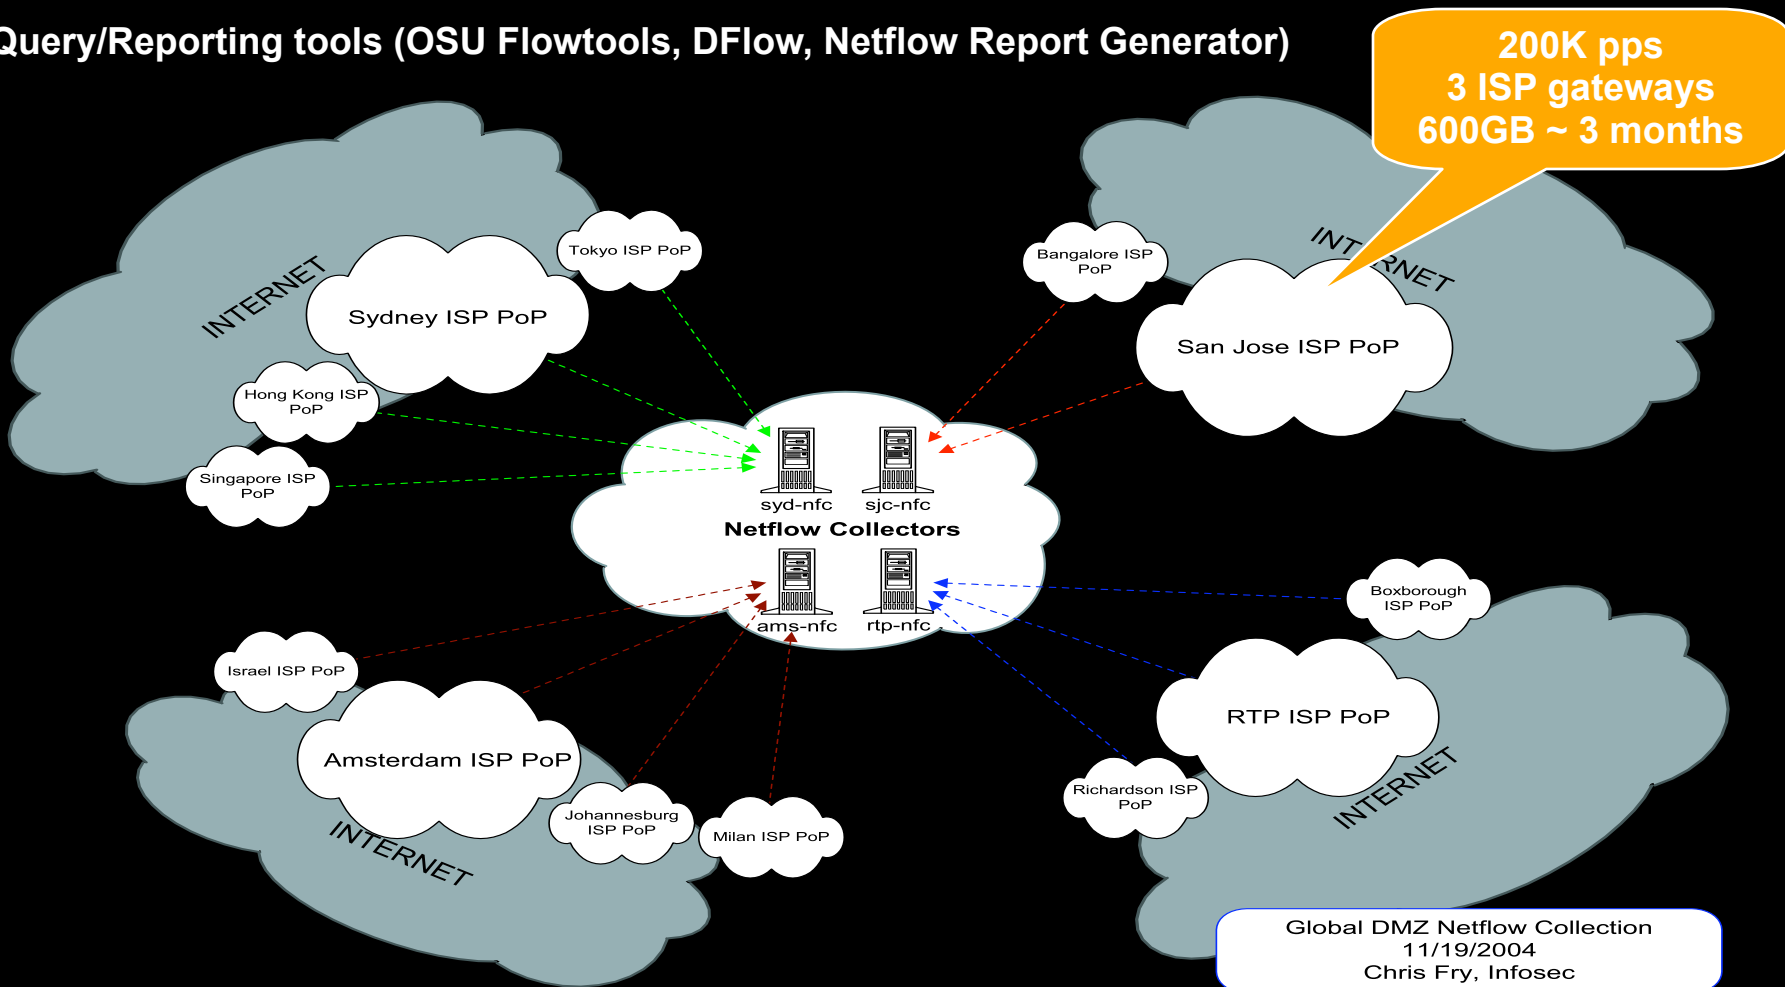 Query/Reporting tools (OSU Flowtools, DFlow, Netflow Report Generator)
200K pps
3 ISP gateways
600GB ~ 3 months
INTERNET
Tokyo ISP PoP
Sydney ISP PoP
Hong Kong ISP
PoP
Singapore ISP
PoP
INTERNET
Bangalore ISP
PoP
San Jose ISP PoP
syd-nfc
sjc-nfc
Netflow Collectors
ams-nfc
rtp-nfc
Israel ISP PoP
Amsterdam ISP PoP
Johannesburg
ISP PoP
Milan ISP PoP
INTERNET
Boxborough
ISP PoP
RTP ISP PoP
Richardson ISP
PoP
INTERNET
Global DMZ Netflow Collection
11/19/2004
Chris Fry, Infosec